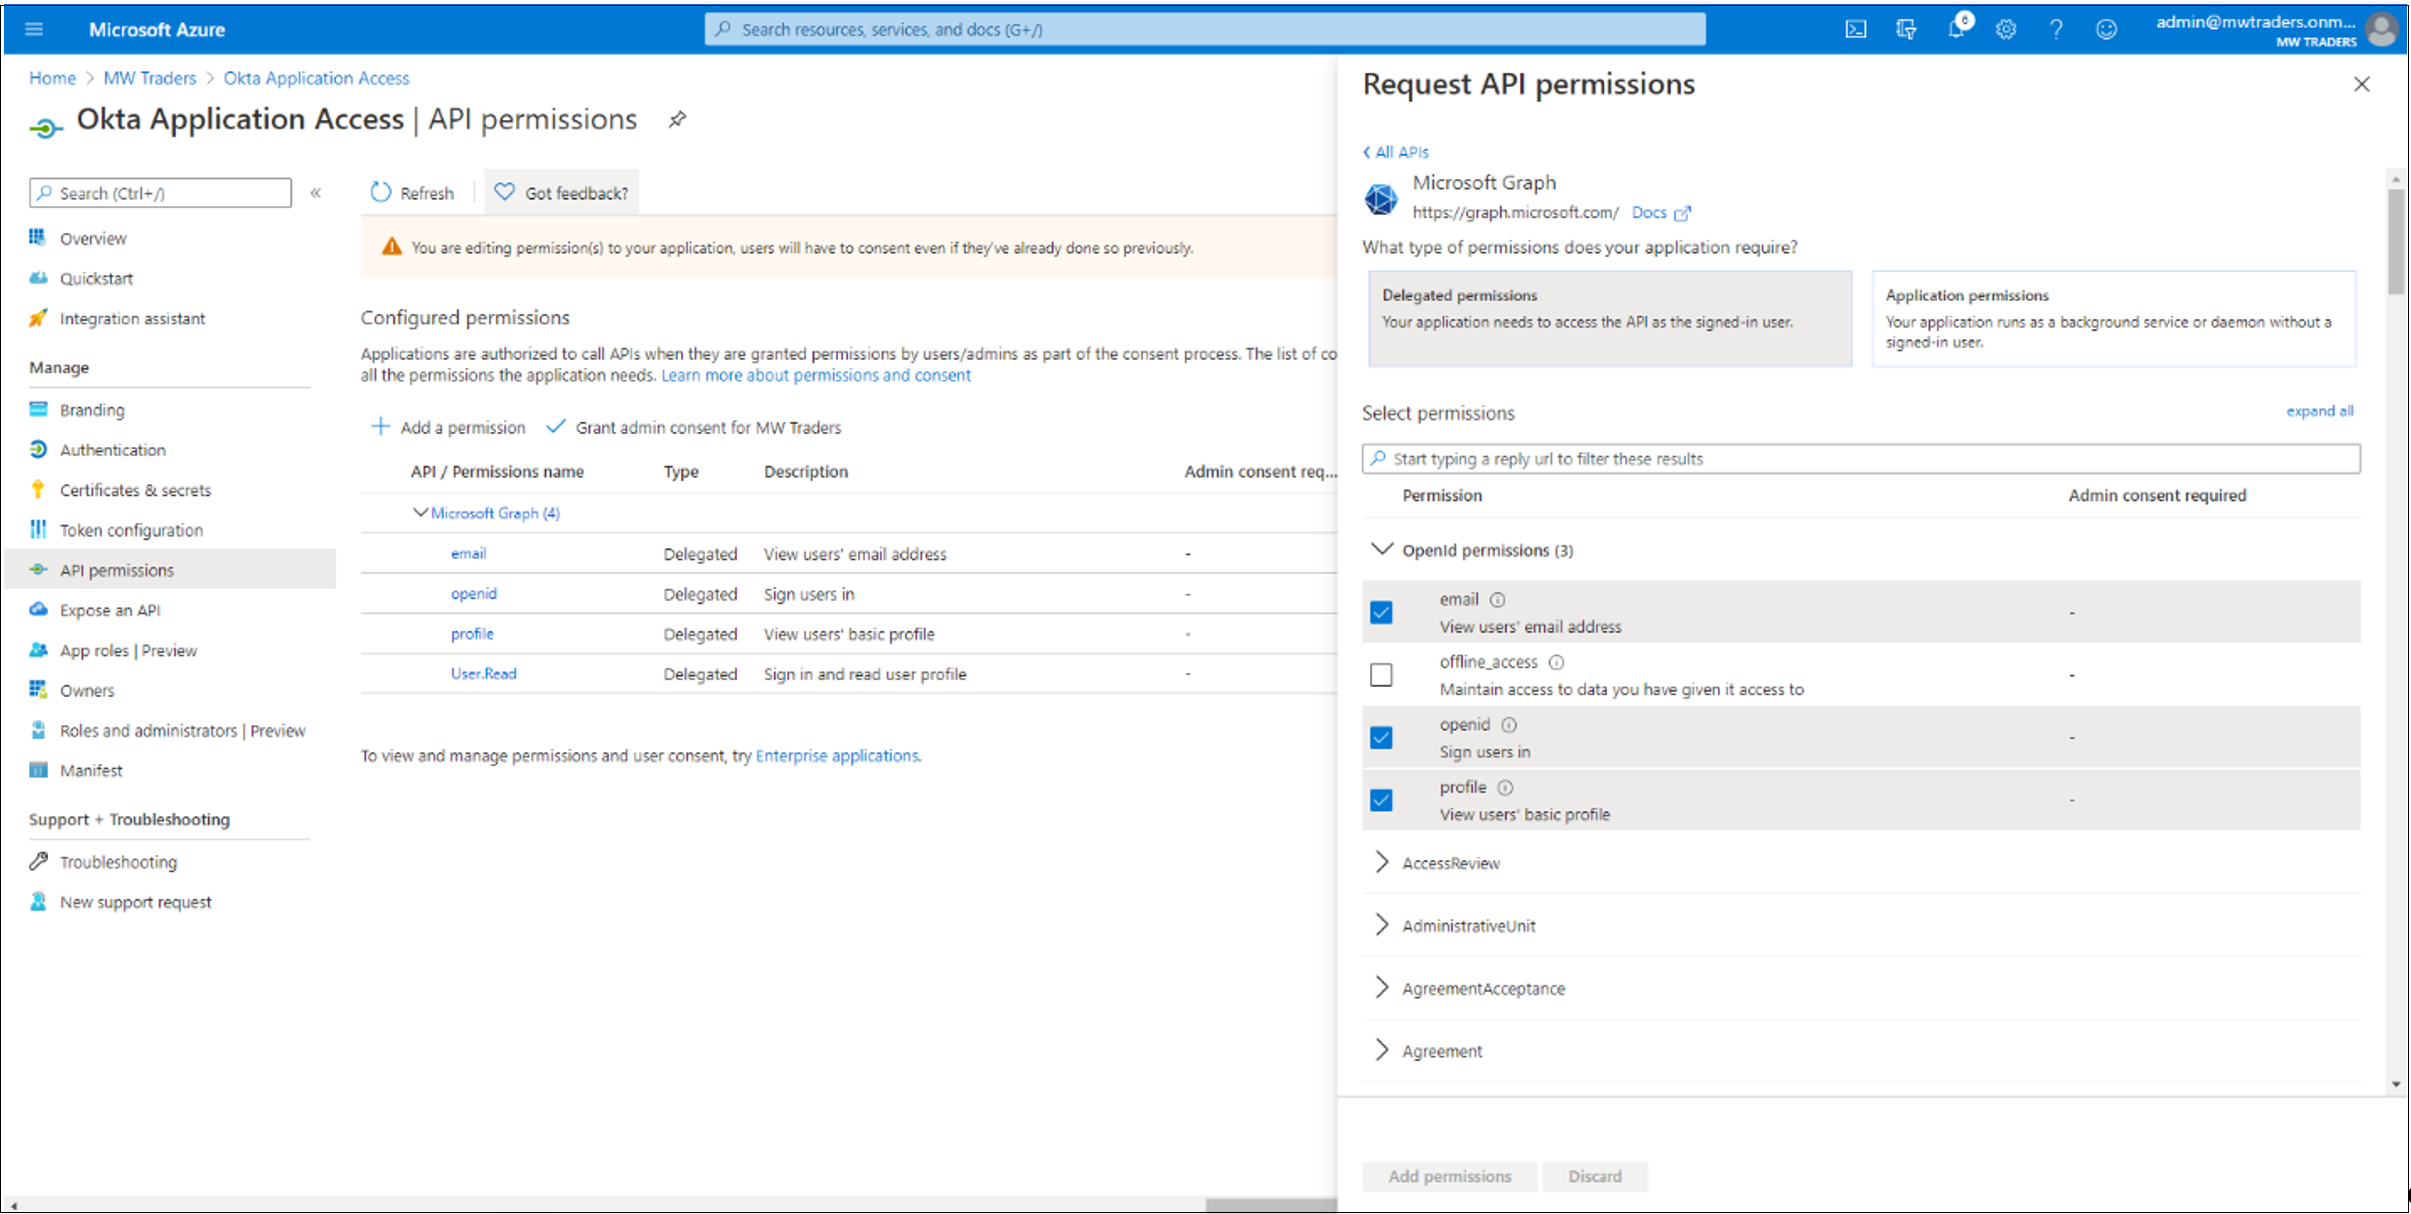 Microsoft Azure
Search resources, services, and docs (G+/)
6
admin@mwtraders.onm...
MW TRADERS
Home > MW Traders > Okta Application Access
Okta Application Access | API permissions
Search (Ctrl+/)
«
Overview
Quickstart
Integration assistant
Manage
Branding
Authentication
Certificates & secrets
Token configuration
API permissions
Expose an API
App roles | Preview
Owners
Roles and administrators | Preview
Manifest
Support + Troubleshooting
Troubleshooting
New support request
Refresh
Got feedback?
You are editing permission(s) to your application, users will have to consent even if they've already done so previously.
Configured permissions
Applications are authorized to call APIs when they are granted permissions by users/admins as part of the consent process. The list of co
all the permissions the application needs. Learn more about permissions and consent
Add a permission Grant admin consent for MW Traders
API / Permissions name Type Description Admin consent req...
Microsoft Graph (4)
email Delegated View users' email address -
openid Delegated Sign users in -
profile Delegated View users' basic profile -
User.Read Delegated Sign in and read user profile -
To view and manage permissions and user consent, try Enterprise applications.
Request API permissions
All APIs
Microsoft Graph
https://graph.microsoft.com/ Docs
What type of permissions does your application require?
Delegated permissions
Your application needs to access the API as the signed-in user.
Application permissions
Your application runs as a background service or daemon without a
signed-in user.
Select permissions expand all
Start typing a reply url to filter these results
Permission Admin consent required
OpenId permissions (3)
email
View users' email address -
offline_access
Maintain access to data you have given it access to -
openid
Sign users in -
profile
View users' basic profile -
AccessReview
AdministrativeUnit
AgreementAcceptance
Agreement
Add permissions Discard